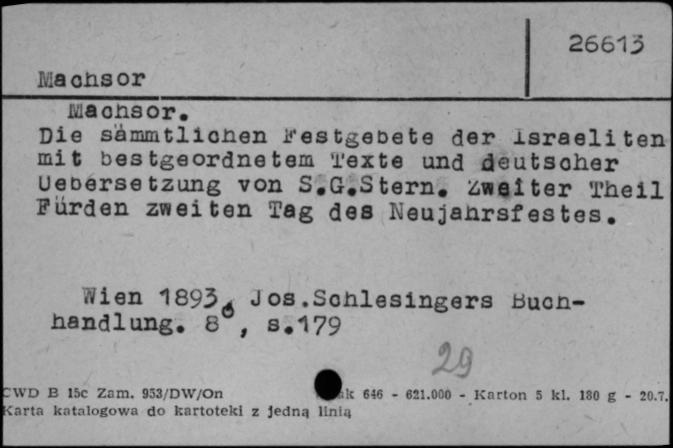 26613
Machsor
Machsor.
Die sämmtlichen Festgebete der Israeliten
mit bestgeordnetem Texte und deutscher
Uebersetzung von S.G.Stern. Zweiter Theil
Fürden zweiten Tag des Neujahrsfestes.
Wien 1893, Jos.Schlesingers Buch-
handlung. 8°, s.179
29
CWD B 15c Zam. 953/DW/On 646 - 621.000 - Karton 5 kl. 180 g - 20.7.
Karta katalogowa do kartoteki z jedną linią